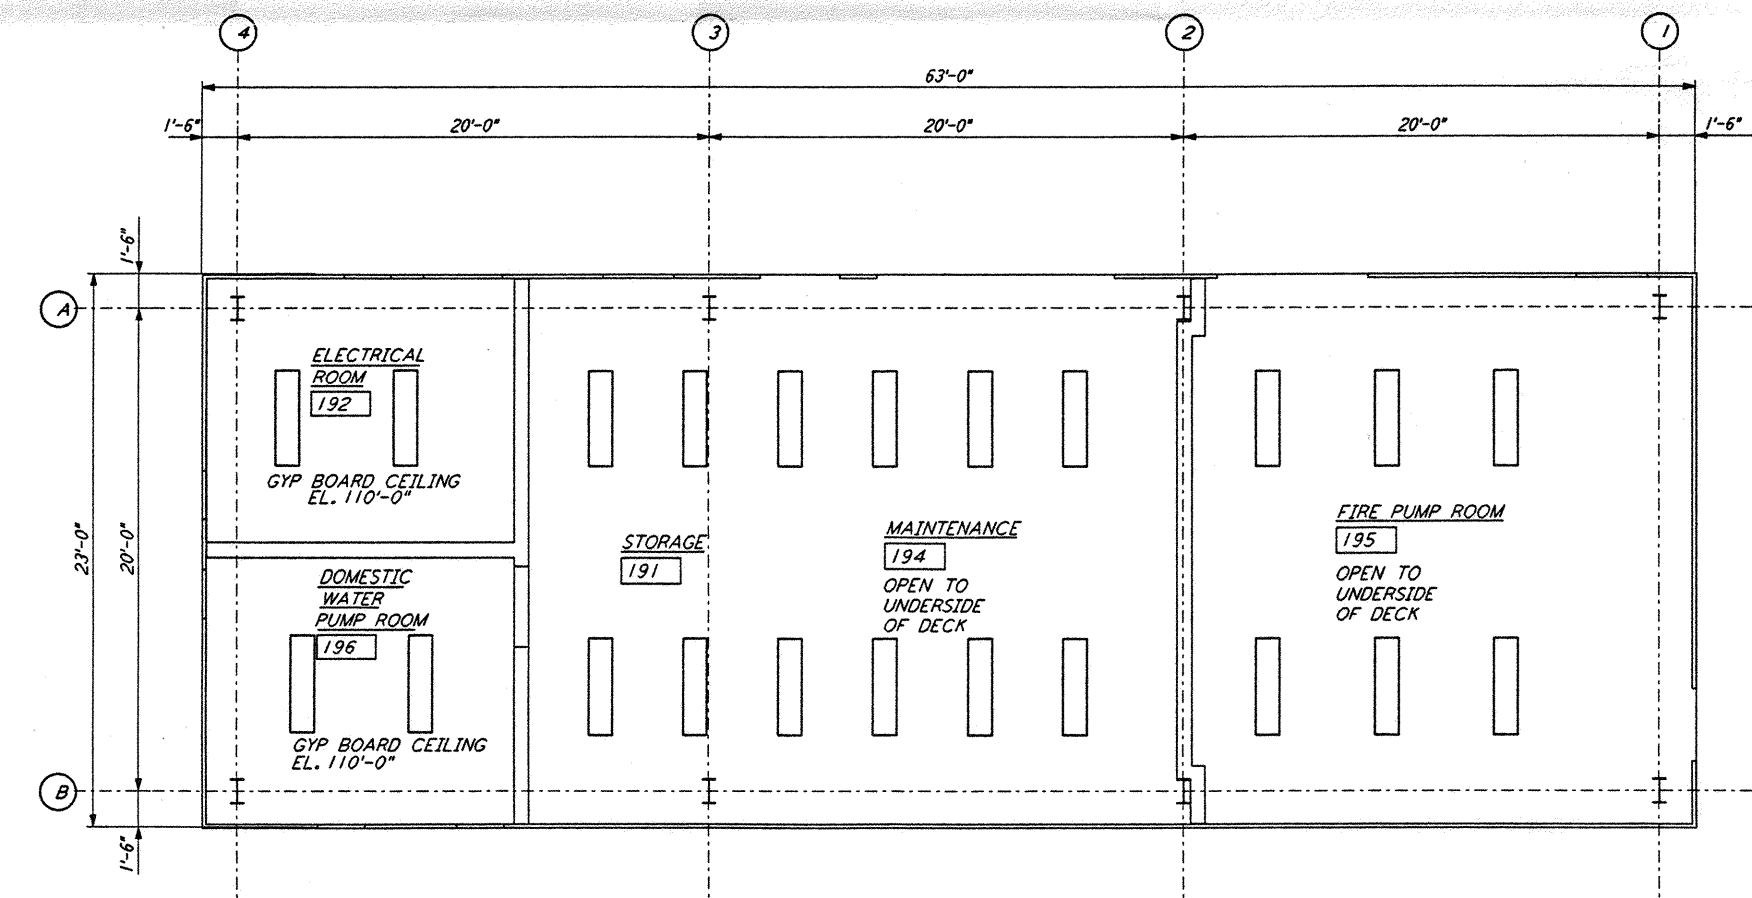 4 3 2 1
63'-0"
1'-6" 20'-0" 20'-0" 20'-0" 1'-6"
1'-6"
A
ELECTRICAL
ROOM
192
GYP BOARD CEILING
EL. 110'-0"
23'-0"
20'-0"
STORAGE
191
MAINTENANCE
194
OPEN TO
UNDERSIDE
OF DECK
FIRE PUMP ROOM
195
OPEN TO
UNDERSIDE
OF DECK
DOMESTIC
WATER
PUMP ROOM
196
GYP BOARD CEILING
EL. 110'-0"
B
1'-6"